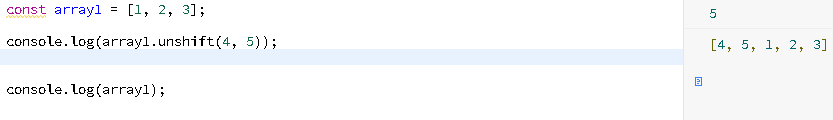 const array1 = [1, 2, 3];
console.log(array1.unshift(4, 5));
console.log(array1);
5
[4, 5, 1, 2, 3]